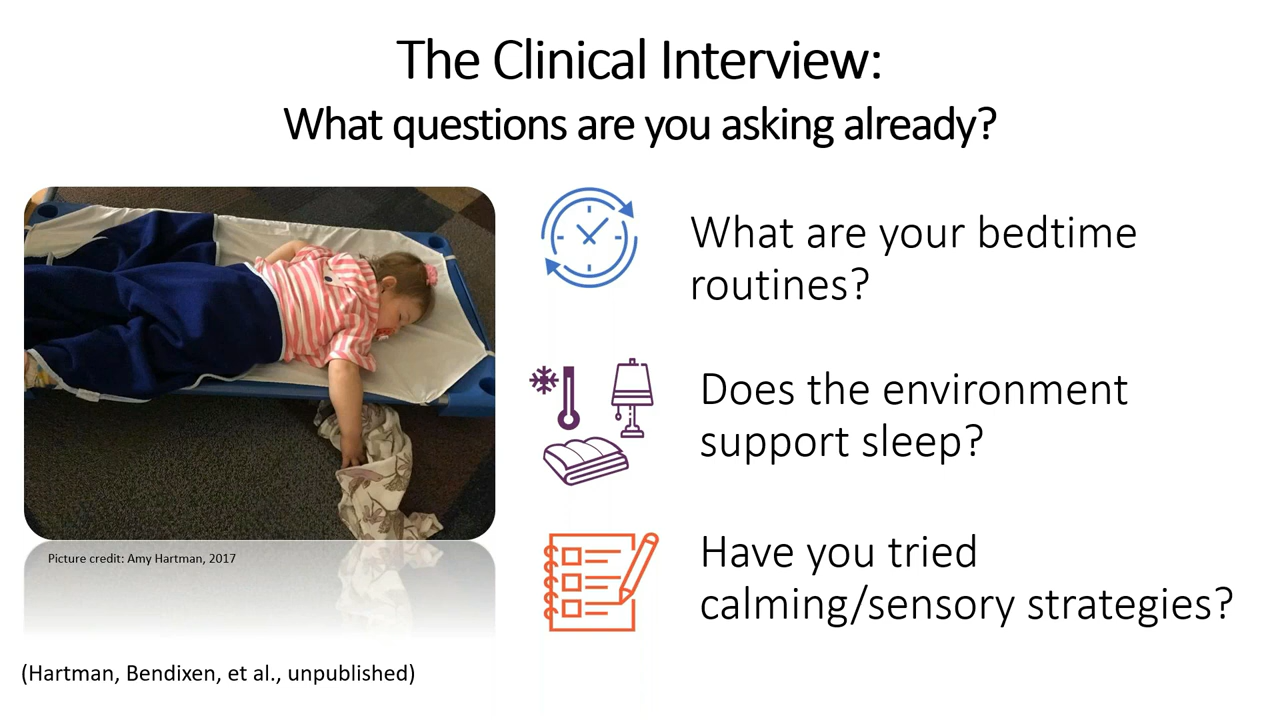 The Clinical Interview:
What questions are you asking already?
What are your bedtime
routines?
Does the environment
support sleep?
Have you tried
calming/sensory strategies?
Picture credit: Amy Hartman, 2017
(Hartman, Bendixen, et al., unpublished)